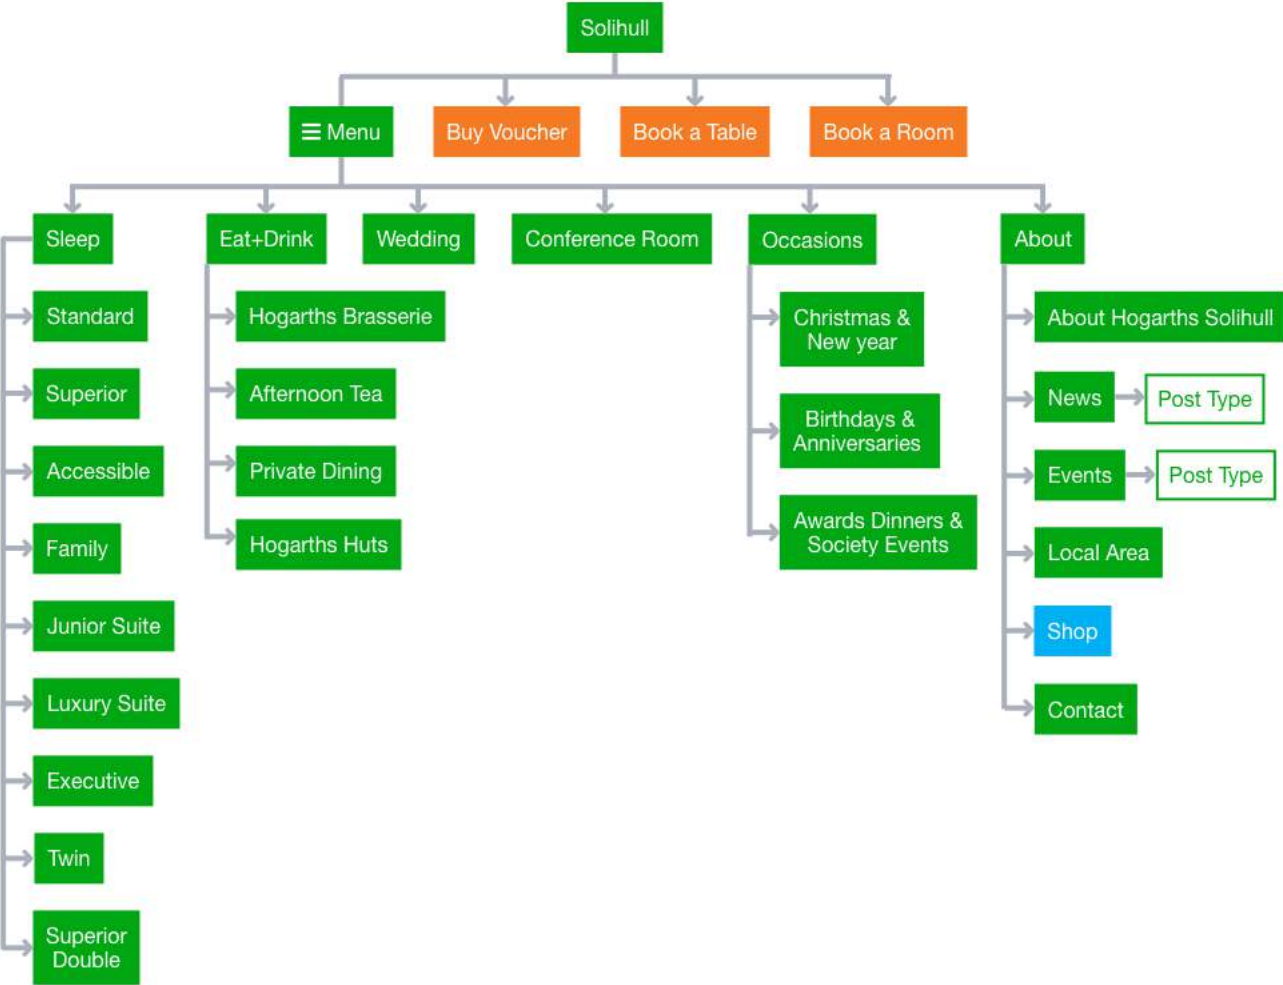 Solihull
Menu
Buy Voucher
Book a Table
Book a Room
Sleep
Eat+Drink
Wedding
Conference Room
Occasions
About
Standard
Superior
Accessible
Family
Junior Suite
Luxury Suite
Executive
Twin
Superior
Double
Hogarths Brasserie
Afternoon Tea
Private Dining
Hogarths Huts
Christmas &
New year
Birthdays &
Anniversaries
Awards Dinners &
Society Events
About Hogarths Solihull
News
Post Type
Events
Post Type
Local Area
Shop
Contact